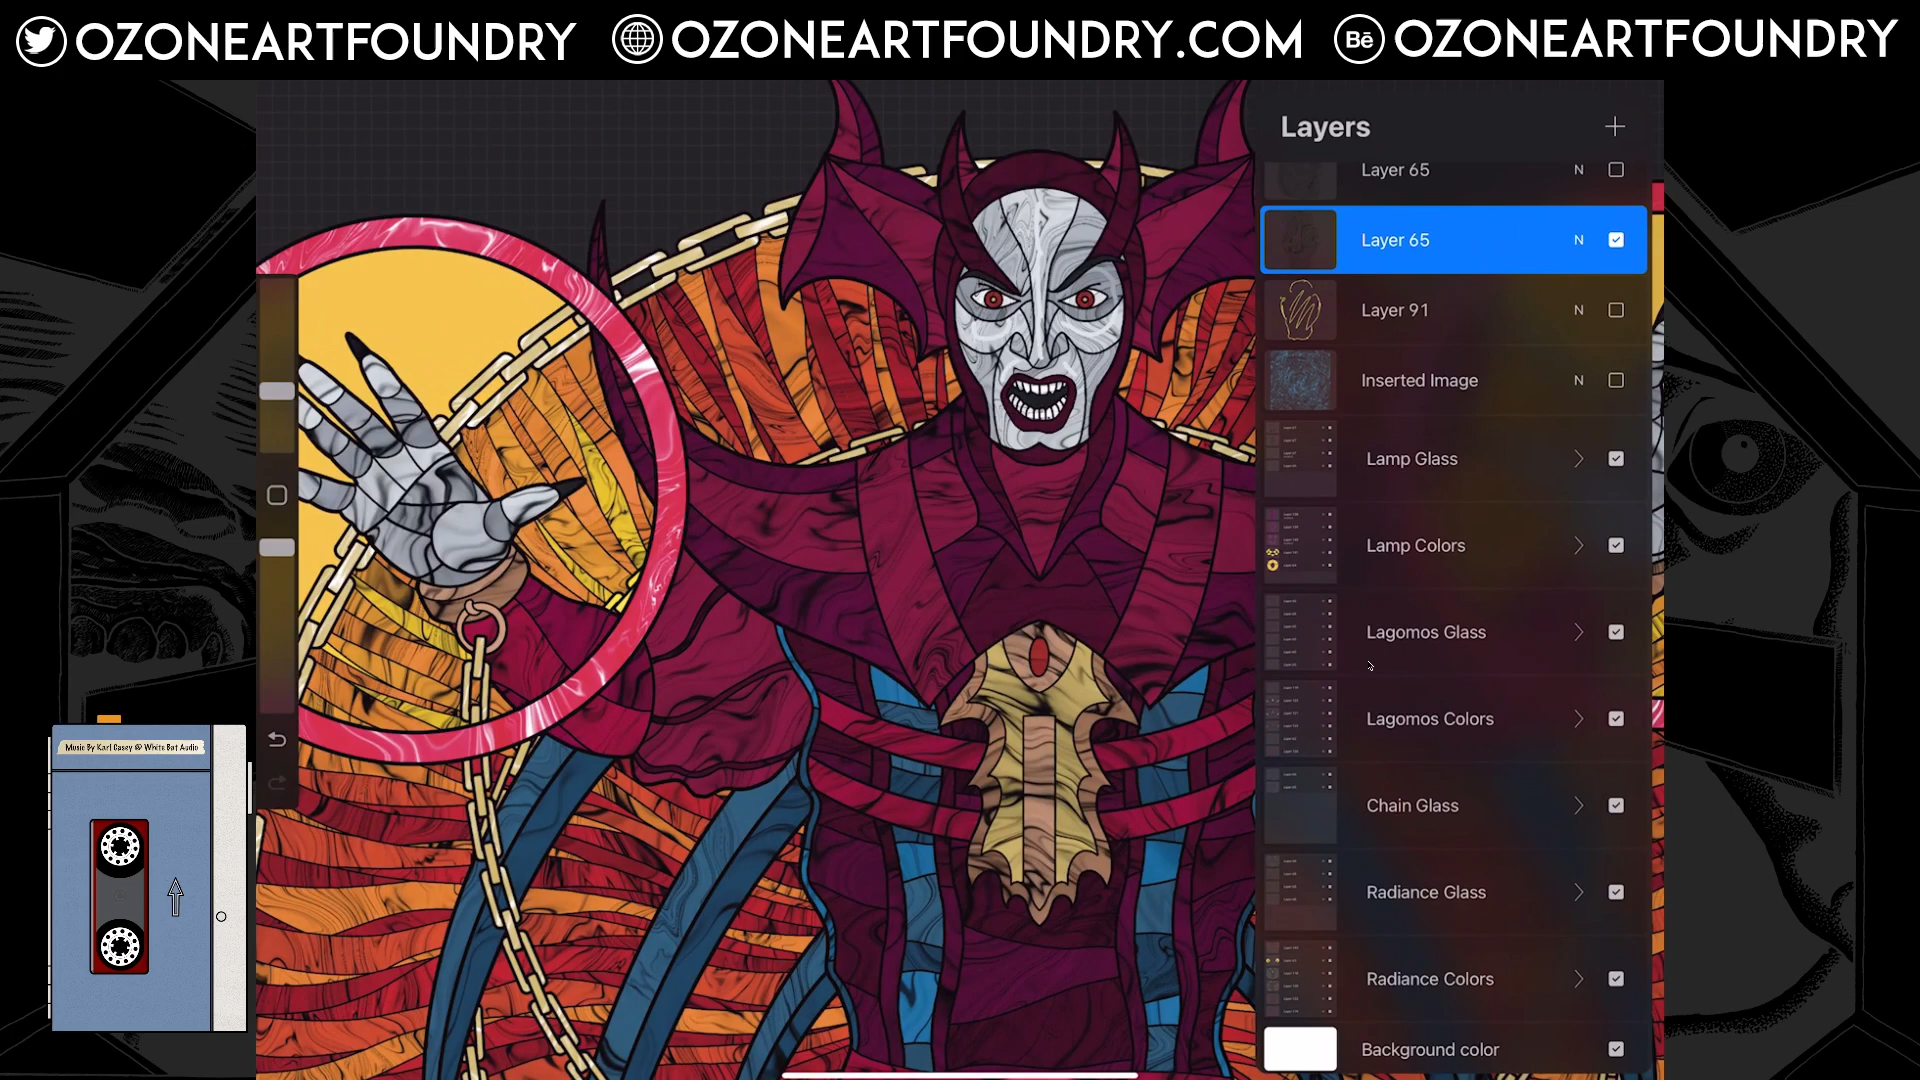 OZONEARTFOUNDRY OZONEARTFOUNDRY.COM Bē OZONEARTFOUNDRY
Layers
Layer 65 N
Layer 65 N
Layer 91 N
Inserted Image N
Lamp Glass
Lamp Colors
Lagomos Glass
Lagomos Colors
Chain Glass
Radiance Glass
Radiance Colors
Background color
Music By Karl Casey @ White Bat Audio